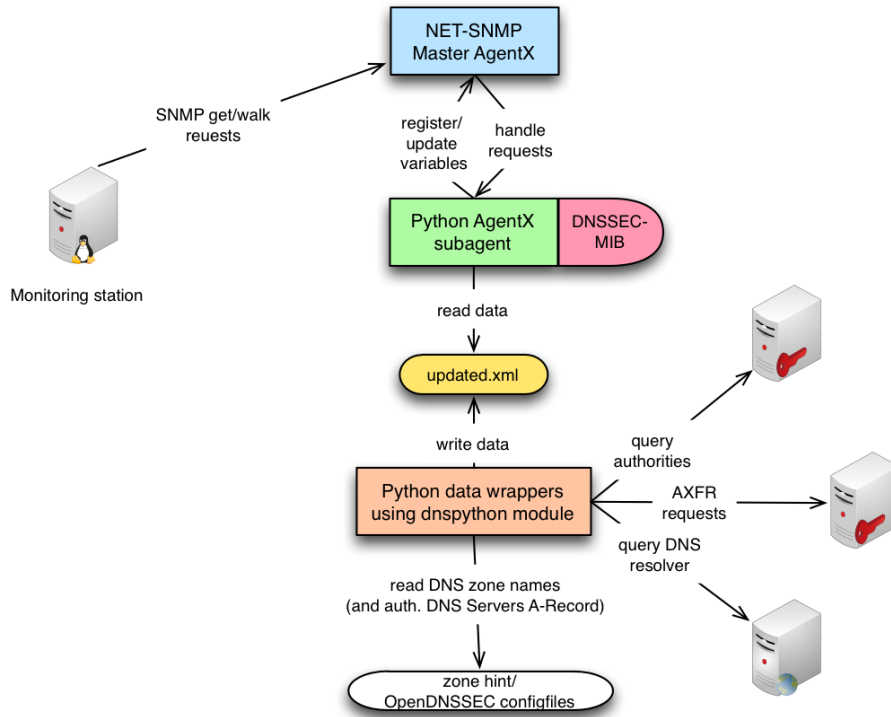 NET-SNMP
Master AgentX
SNMP get/walk
reuests
register/
update
variables
handle
requests
Python AgentX
subagent
DNSSEC-
MIB
Monitoring station
read data
updated.xml
write data
query
authorities
Python data wrappers
using dnspython module
AXFR
requests
query DNS
resolver
read DNS zone names
(and auth. DNS Servers A-Record)
zone hint/
OpenDNSSEC configfiles